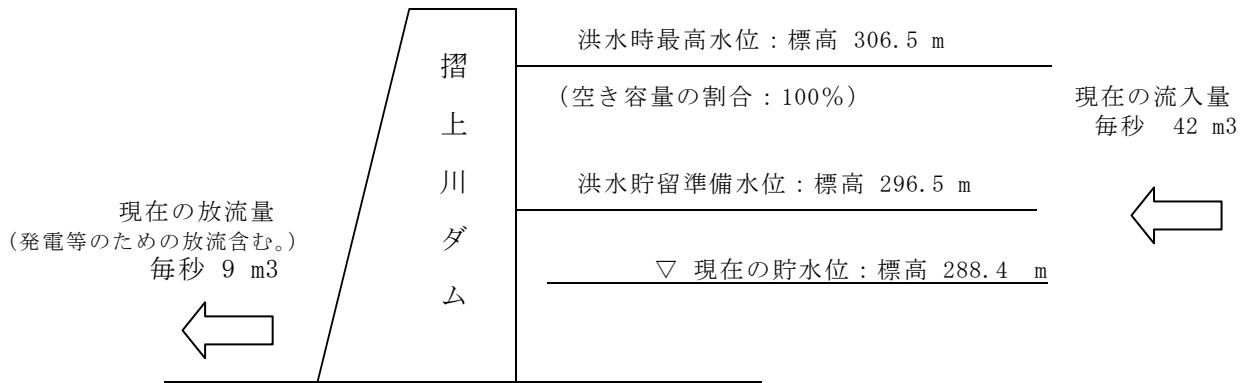 洪水時最高水位：標高 306.5 m
（空き容量の割合：100％）
現在の流入量
毎秒 42 m3
摺上川ダム
洪水貯留準備水位：標高 296.5 m
現在の放流量
（発電等のための放流含む。）
毎秒 9 m3
▽ 現在の貯水位：標高 288.4 m